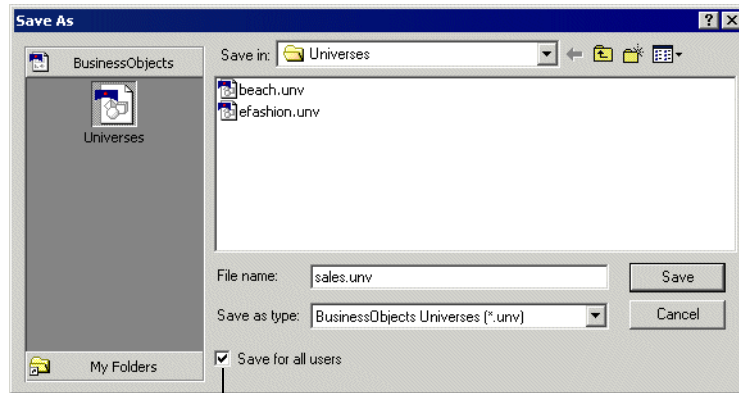 Save As
BusinessObjects
Save in: Universes
beach.unv
efashion.unv
Universes
File name: sales.unv
Save
Save as type: BusinessObjects Universes (*.unv)
Cancel
My Folders
Save for all users